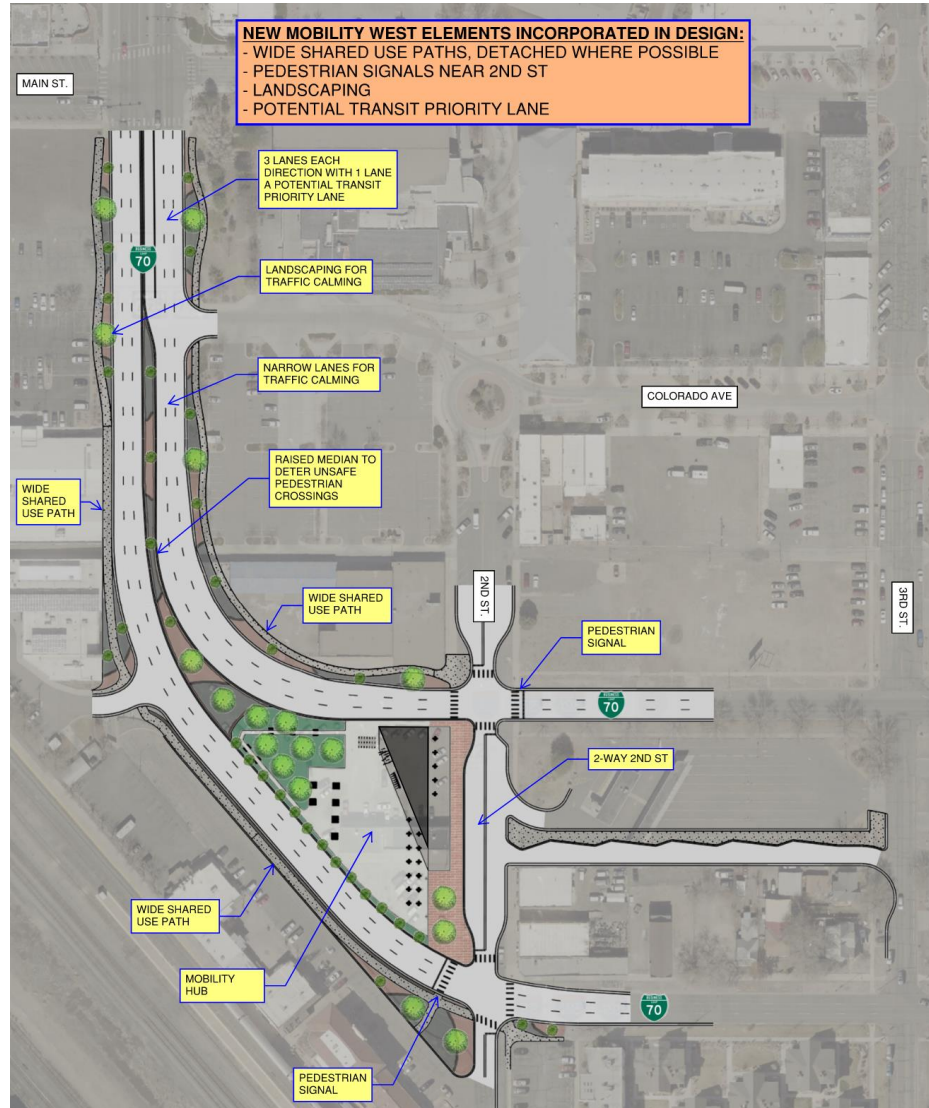 NEW MOBILITY WEST ELEMENTS INCORPORATED IN DESIGN:
- WIDE SHARED USE PATHS, DETACHED WHERE POSSIBLE
- PEDESTRIAN SIGNALS NEAR 2ND ST
- LANDSCAPING
- POTENTIAL TRANSIT PRIORITY LANE
MAIN ST.
3 LANES EACH
DIRECTION WITH 1 LANE
A POTENTIAL TRANSIT
PRIORITY LANE
BUSINESS
70
LANDSCAPING FOR
TRAFFIC CALMING
NARROW LANES FOR
TRAFFIC CALMING
COLORADO AVE
RAISED MEDIAN TO
DETER UNSAFE
PEDESTRIAN
CROSSINGS
WIDE
SHARED
USE PATH
2ND ST.
3RD ST.
WIDE SHARED
USE PATH
PEDESTRIAN
SIGNAL
BUSINESS
70
2-WAY 2ND ST
WIDE SHARED
USE PATH
MOBILITY
HUB
BUSINESS
70
PEDESTRIAN
SIGNAL